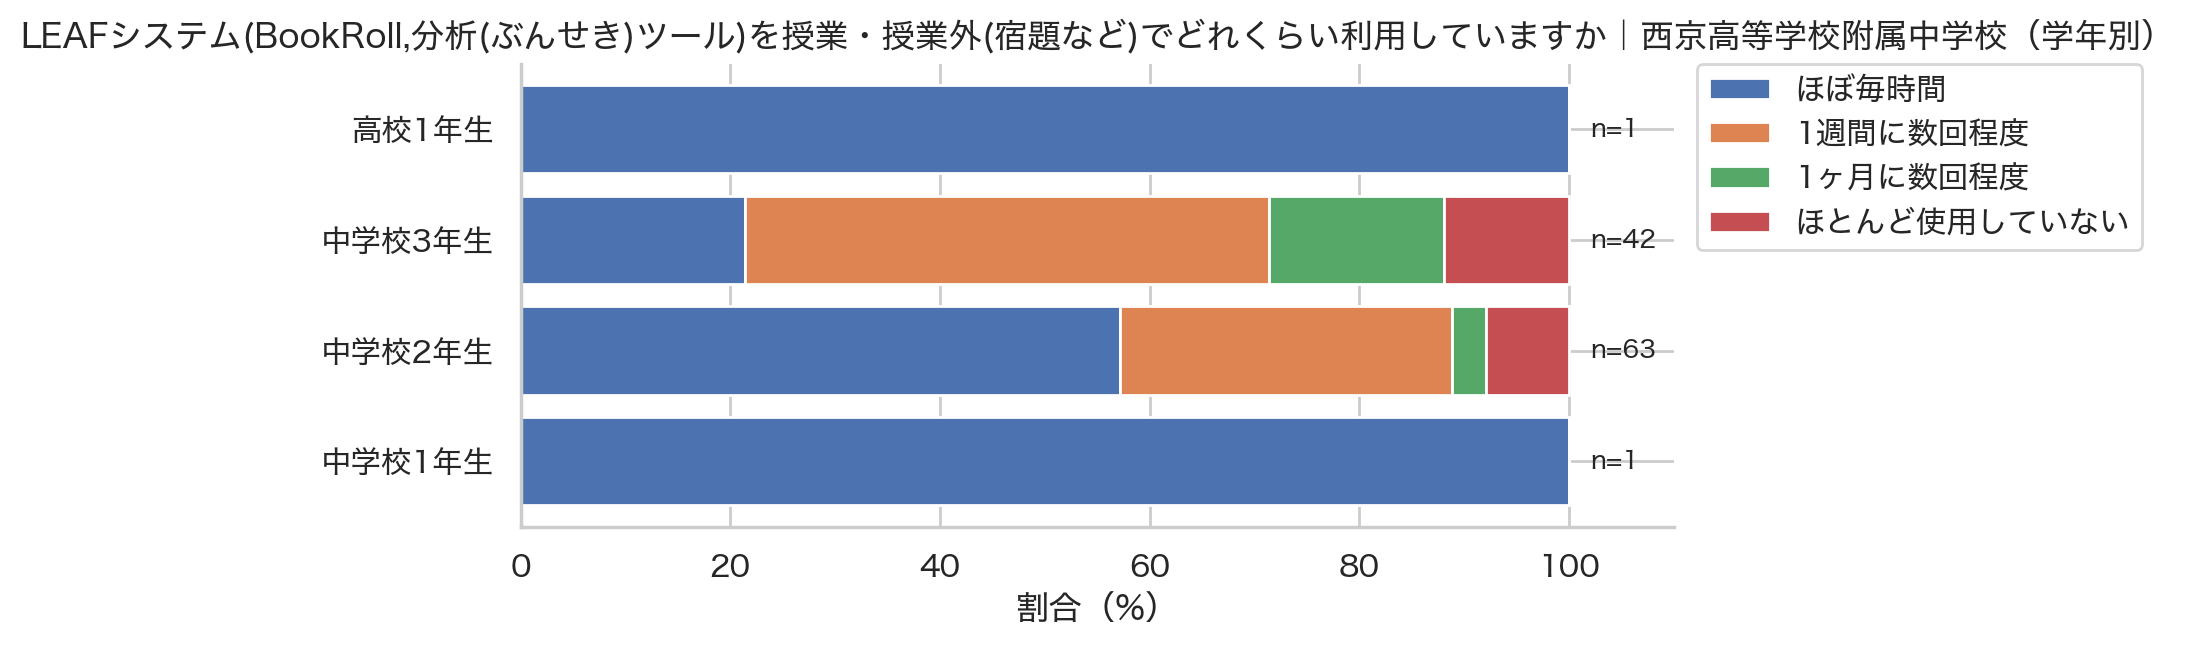 LEAFシステム(BookRoll,分析(ぶんせき)ツール)を授業・授業外(宿題など)でどれくらい利用していますか｜西京高等学校附属中学校（学年別）
ほぼ毎時間
1週間に数回程度
1ヶ月に数回程度
ほとんど使用していない
高校1年生
n=1
中学校3年生
n=42
中学校2年生
n=63
中学校1年生
n=1
0 20 40 60 80 100
割合（%）